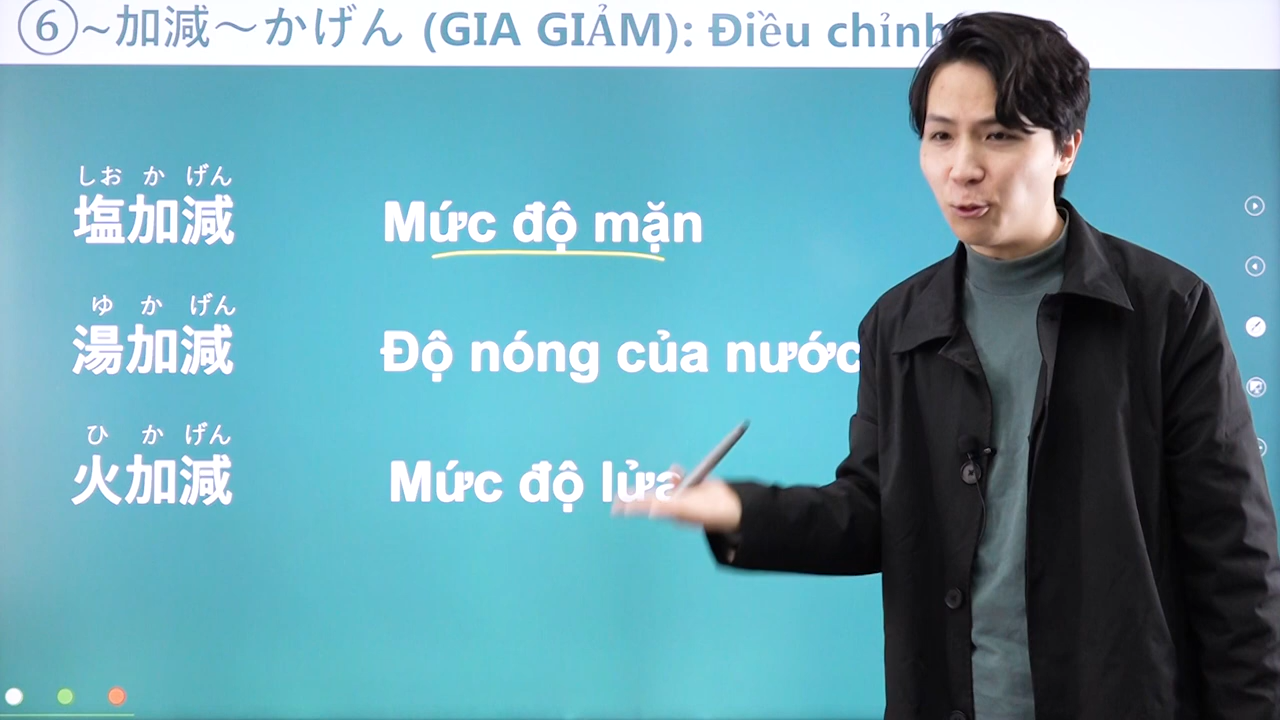 ⑥~加減～かげん (GIA GIẢM): Điều chỉnh
しお か げん
塩加減 Mức độ mặn
ゆ か げん
湯加減 Độ nóng của nước
ひ か げん
火加減 Mức độ lửa